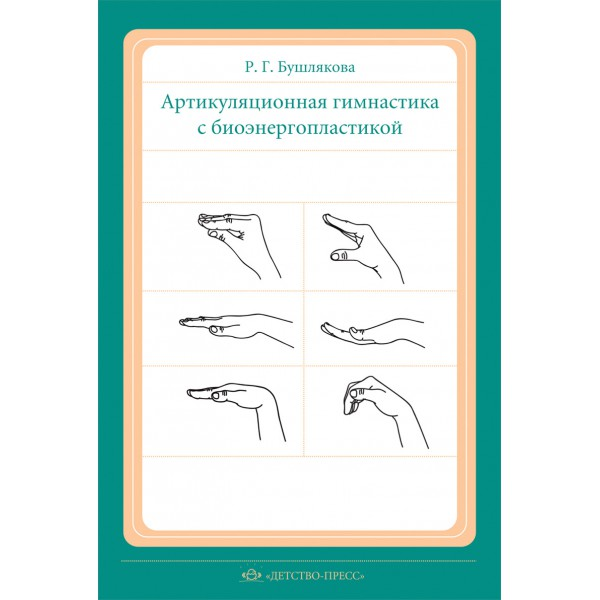 Р. Г. Бушлякова
Артикуляционная гимнастика
с биоэнергопластикой
«ДЕТСТВО-ПРЕСС»